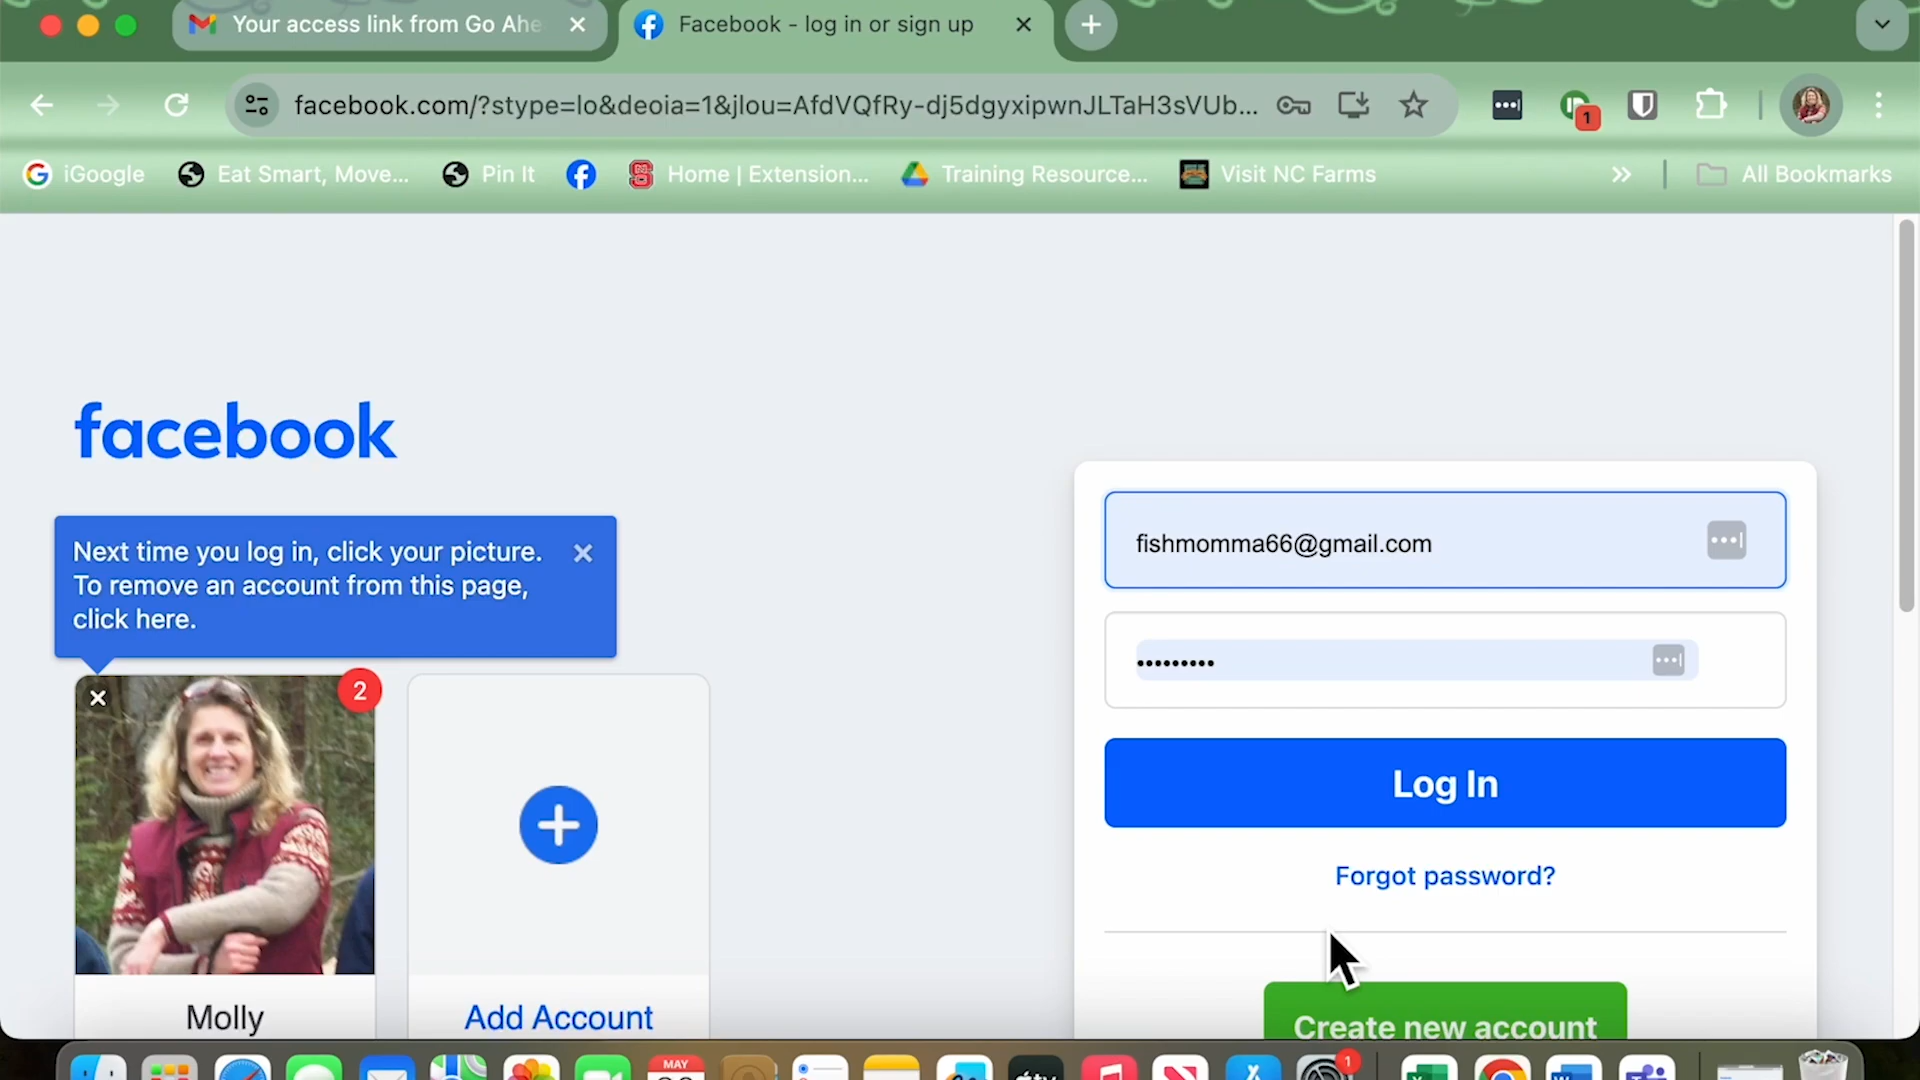 Your access link from Go Ahe
Facebook - log in or sign up
facebook.com/?stype=lo&deoia=1&jlou=AfdVQfRy-dj5dgyxipwnJLTaH3sVUb...
1
iGoogle
Eat Smart, Move...
Pin It
Home | Extension...
Training Resource...
Visit NC Farms
All Bookmarks
facebook
Next time you log in, click your picture.
To remove an account from this page,
click here.
2
Molly
Add Account
fishmomma66@gmail.com
Log In
Forgot password?
Create new account
MAY
1